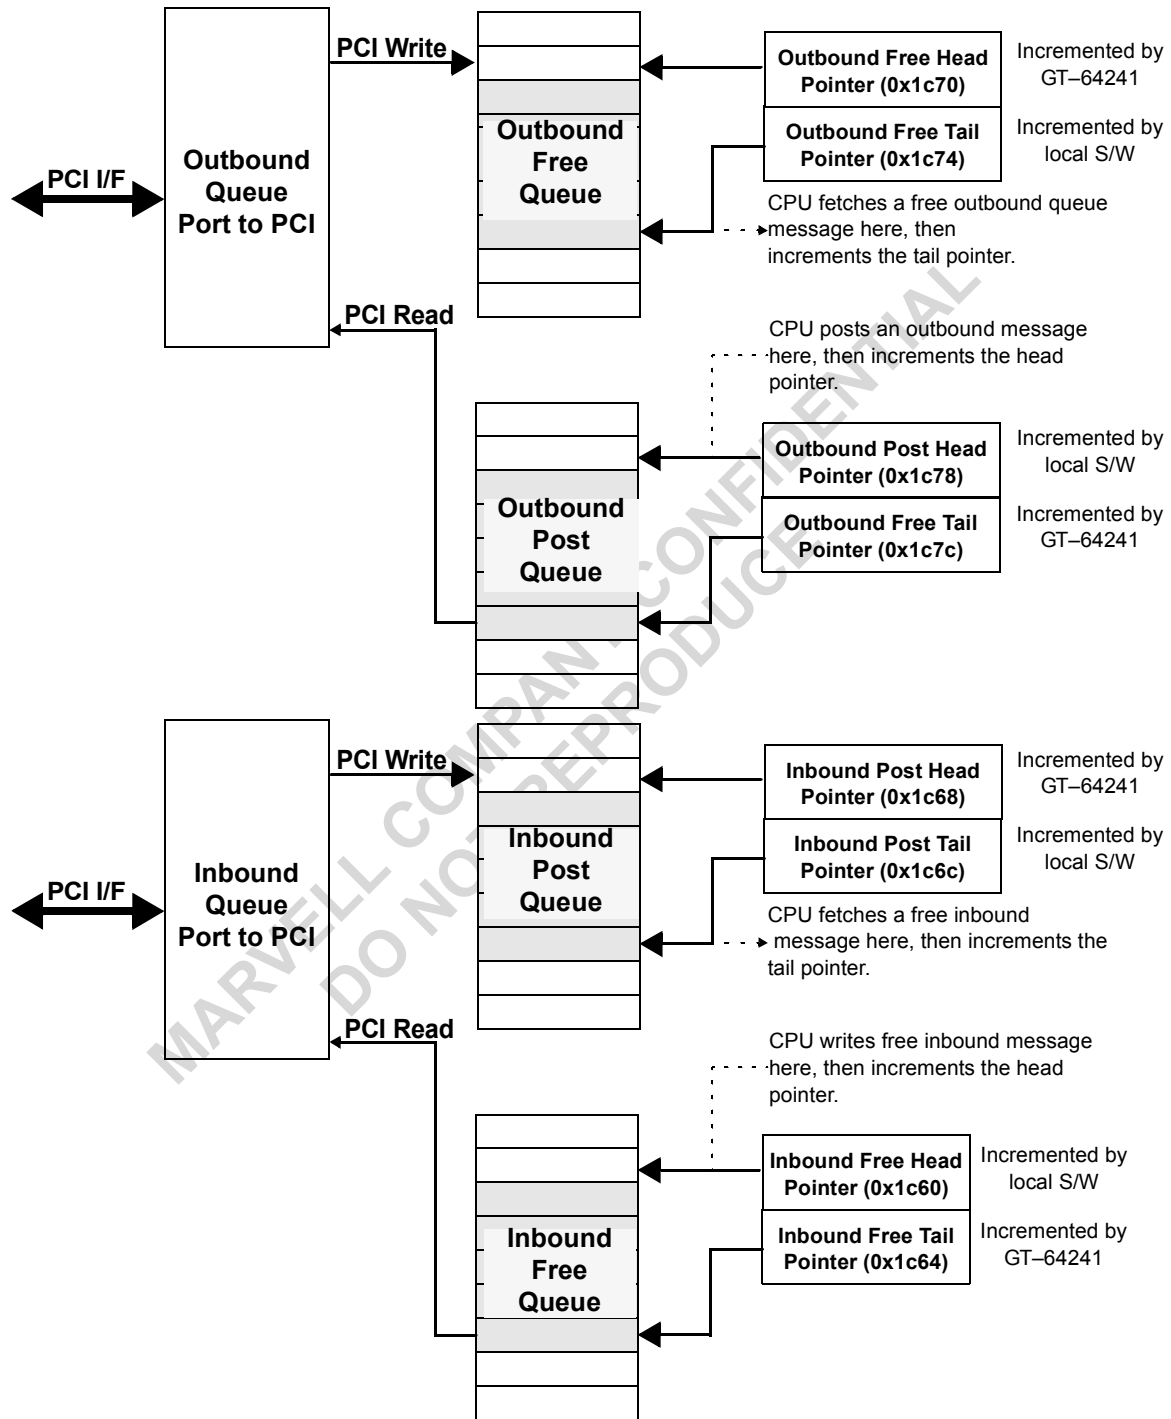 PCI Write
Outbound Free Head
Pointer (0x1c70)
Incremented by
GT–64241
Outbound
Queue
Port to PCI
PCI I/F
Outbound
Free
Queue
Outbound Free Tail
Pointer (0x1c74)
Incremented by
local S/W
CPU fetches a free outbound queue
message here, then
increments the tail pointer.
PCI Read
CPU posts an outbound message
here, then increments the head
pointer.
Outbound Post Head
Pointer (0x1c78)
Incremented by
local S/W
Outbound
Post
Queue
Outbound Free Tail
Pointer (0x1c7c)
Incremented by
GT–64241
MARVELL COMPANY CONFIDENTIAL
DO NOT REPRODUCE
PCI Write
Inbound Post Head
Pointer (0x1c68)
Incremented by
GT–64241
Inbound
Queue
Port to PCI
PCI I/F
Inbound
Post
Queue
Inbound Post Tail
Pointer (0x1c6c)
Incremented by
local S/W
CPU fetches a free inbound
message here, then increments the
tail pointer.
PCI Read
CPU writes free inbound message
here, then increments the head
pointer.
Inbound Free Head
Pointer (0x1c60)
Incremented by
local S/W
Inbound
Free
Queue
Inbound Free Tail
Pointer (0x1c64)
Incremented by
GT–64241